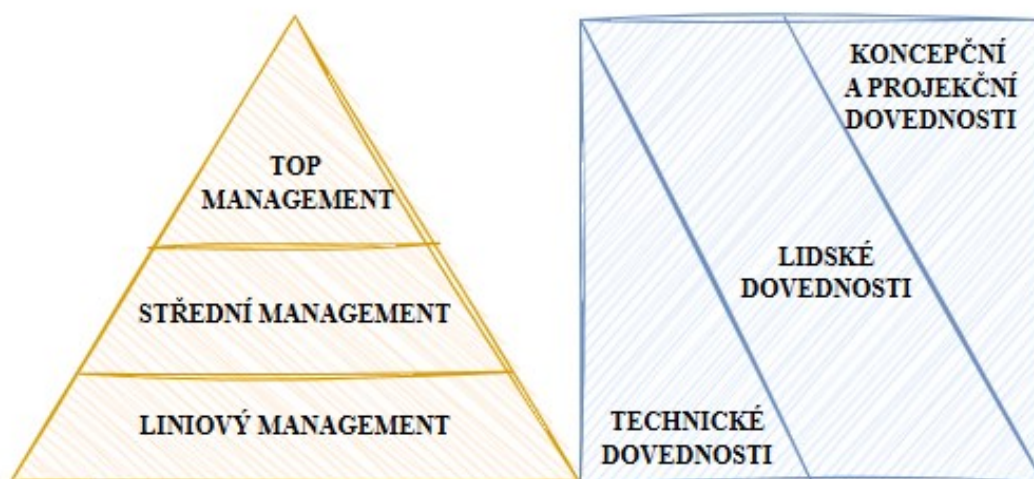 TOP
MANAGEMENT
STŘEDNÍ MANAGEMENT
LINIOVÝ MANAGEMENT
KONCEPČNÍ
A PROJEKČNÍ
DOVEDNOSTI
LIDSKÉ
DOVEDNOSTI
TECHNICKÉ
DOVEDNOSTI